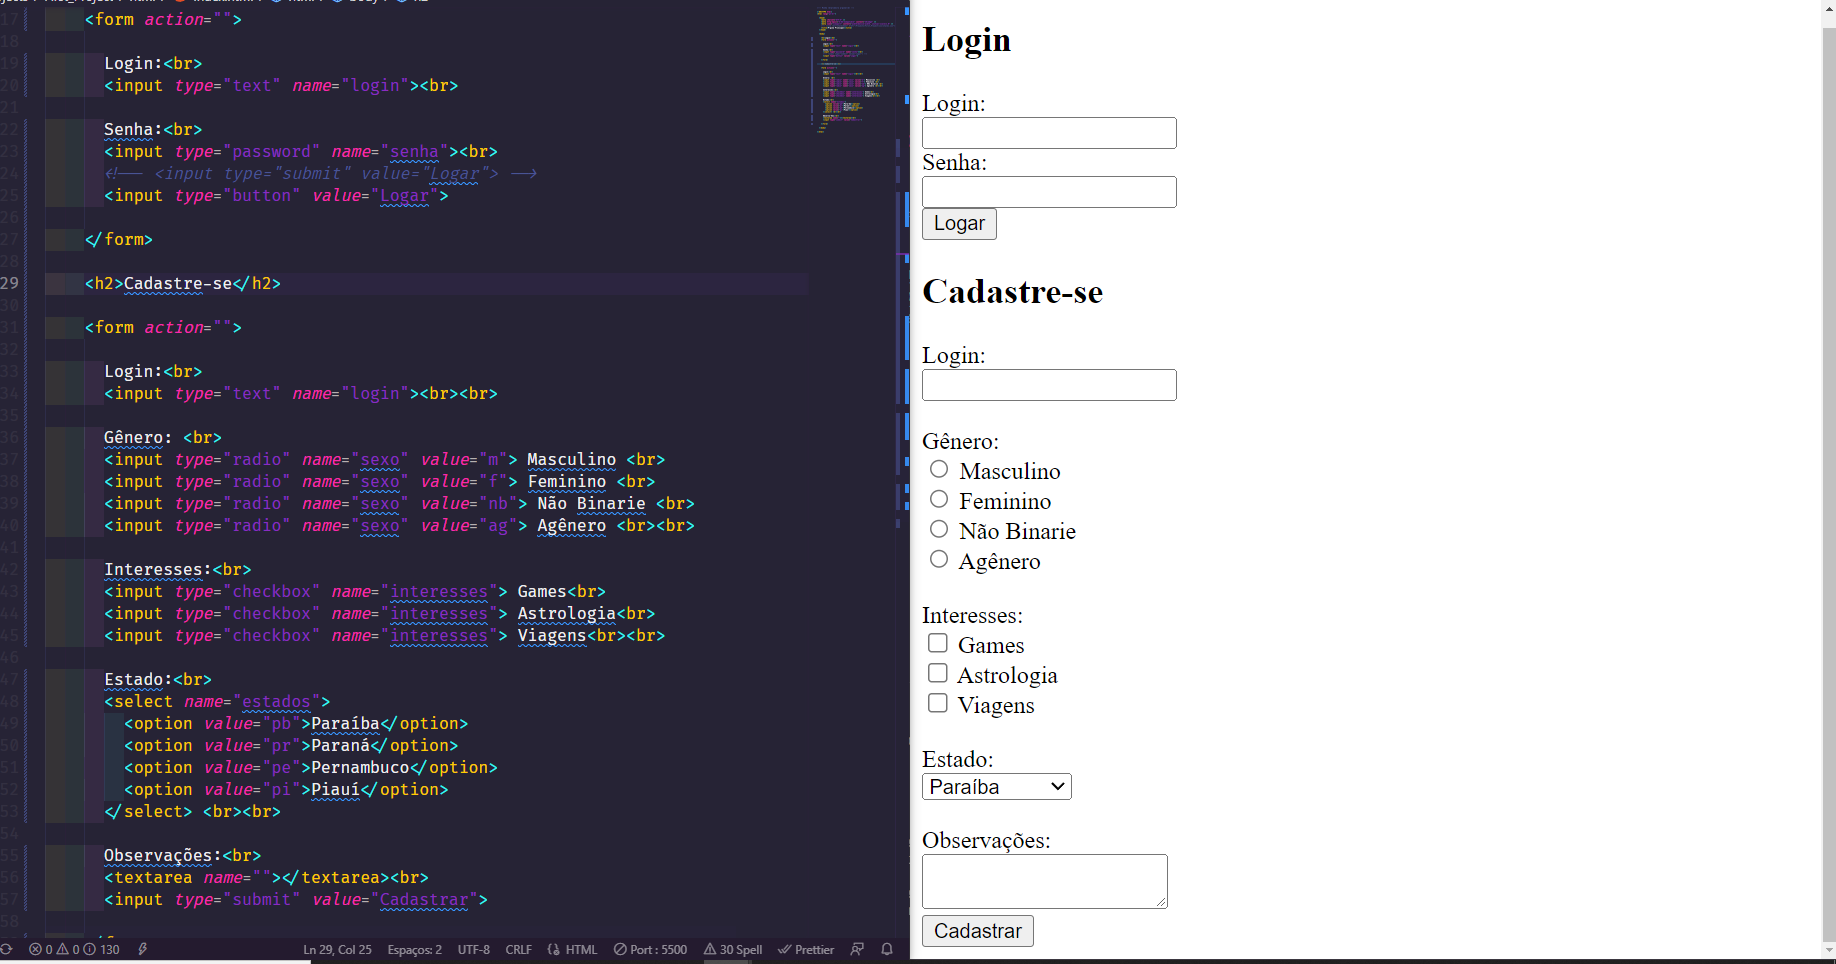 17 <form action="">
18
19 Login:<br>
20 <input type="text" name="login"><br>
21
22 Senha:<br>
23 <input type="password" name="senha"><br>
24 <!-- <input type="submit" value="Logar"> -->
25 <input type="button" value="Logar">
26
27 </form>
28
29 <h2>Cadastre-se</h2>
30
31 <form action="">
32
33 Login:<br>
34 <input type="text" name="login"><br><br>
35
36 Gênero: <br>
37 <input type="radio" name="sexo" value="m"> Masculino <br>
38 <input type="radio" name="sexo" value="f"> Feminino <br>
39 <input type="radio" name="sexo" value="nb"> Não Binarie <br>
40 <input type="radio" name="sexo" value="ag"> Agênero <br><br>
41
42 Interesses:<br>
43 <input type="checkbox" name="interesses"> Games<br>
44 <input type="checkbox" name="interesses"> Astrologia<br>
45 <input type="checkbox" name="interesses"> Viagens<br><br>
46
47 Estado:<br>
48 <select name="estados">
49 <option value="pb">Paraíba</option>
50 <option value="pr">Paraná</option>
51 <option value="pe">Pernambuco</option>
52 <option value="pi">Piauí</option>
53 </select> <br><br>
54
55 Observações:<br>
56 <textarea name=""></textarea><br>
57 <input type="submit" value="Cadastrar">
58
0 0 130 Ln 29, Col 25 Espaços: 2 UTF-8 CRLF HTML Port : 5500 30 Spell Prettier
Login
Login:
Senha:
Logar
Cadastre-se
Login:
Gênero:
Masculino
Feminino
Não Binarie
Agênero
Interesses:
Games
Astrologia
Viagens
Estado:
Paraíba
Observações:
Cadastrar